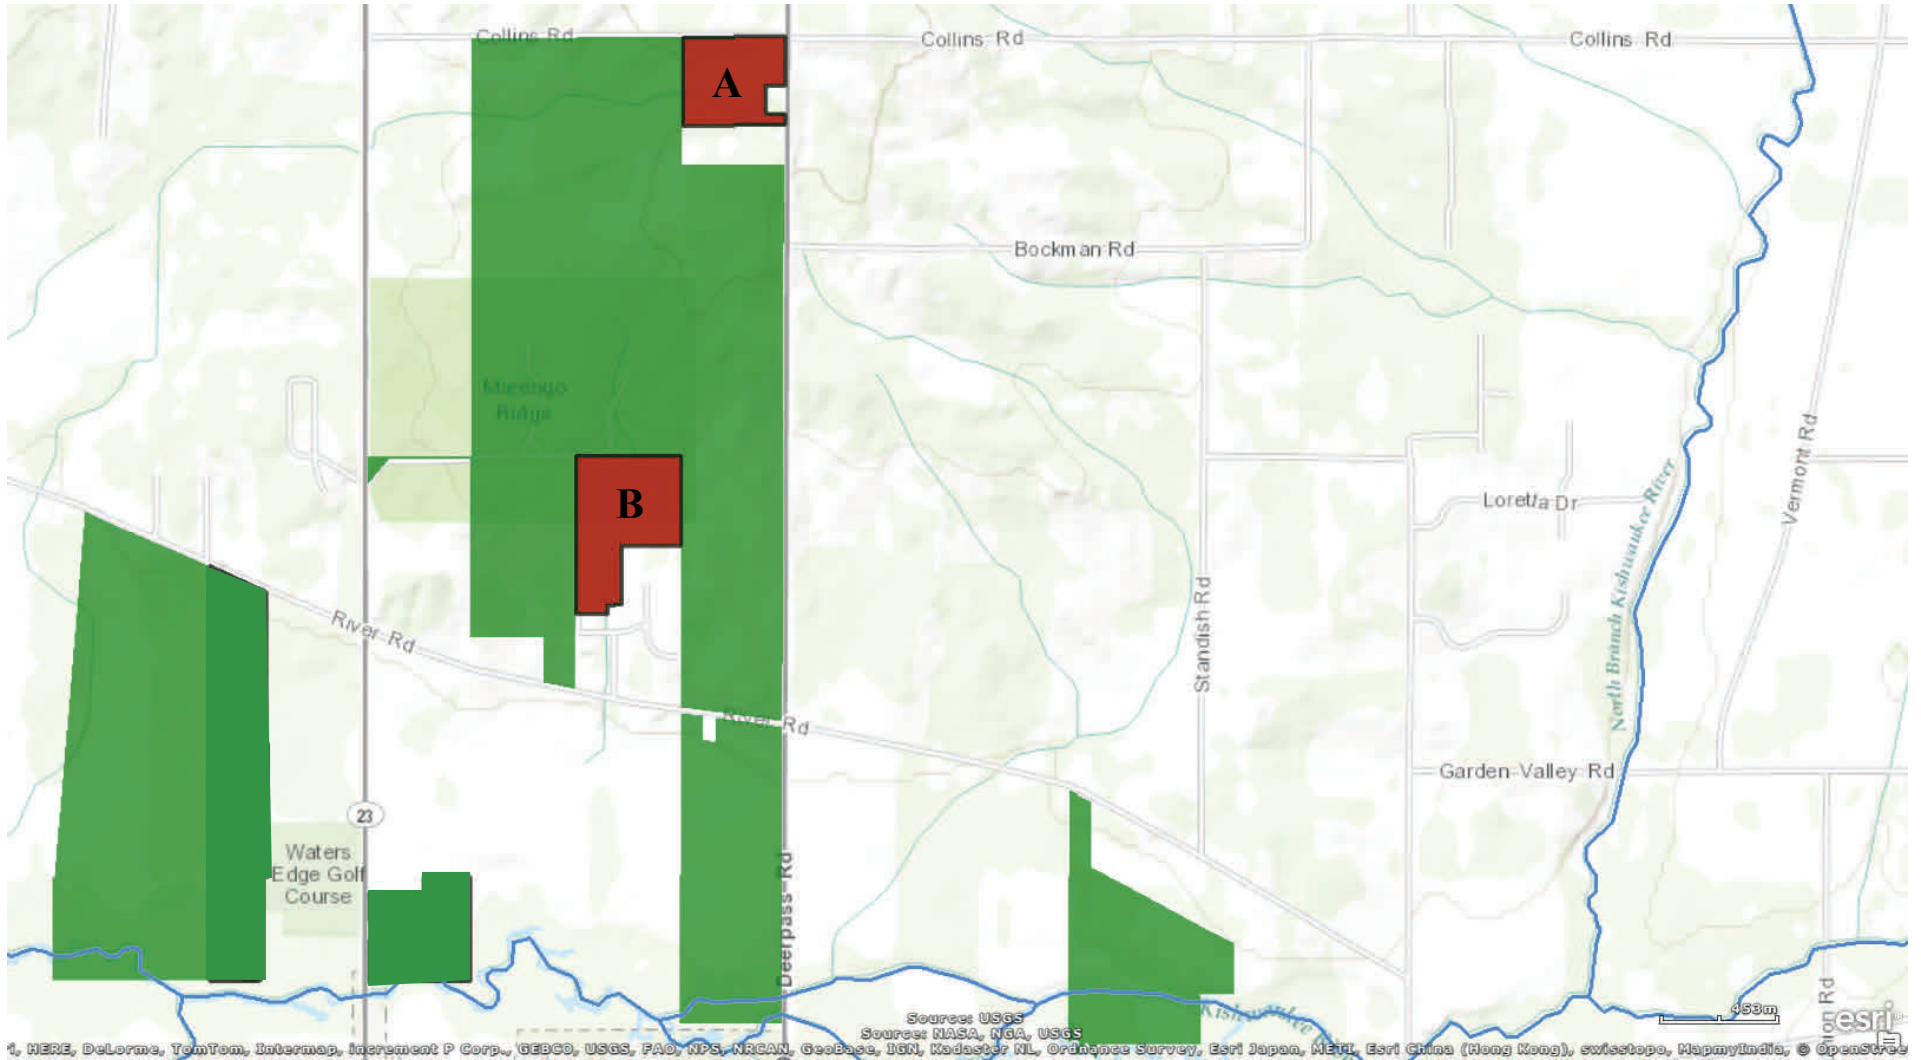 Collins Rd
Collins Rd
Collins Rd
A
Bockman Rd
Marengo
Ridge
B
Loretta Dr
Vermont Rd
North Branch Kishwaukee River
Standish Rd
River Rd
River Rd
Garden Valley Rd
23
Waters
Edge Golf
Course
Deerpass Rd
Kishwaukee
453m
Source: USGS
Source: NASA, NGA, USGS
esri
HERE, DeLorme, TomTom, Intermap, increment P Corp., GEBCO, USGS, FAO, NPS, NRCAN, GeoBase, IGN, Kadaster NL, Ordnance Survey, Esri Japan, METI, Esri China (Hong Kong), swisstopo, MapmyIndia, ©